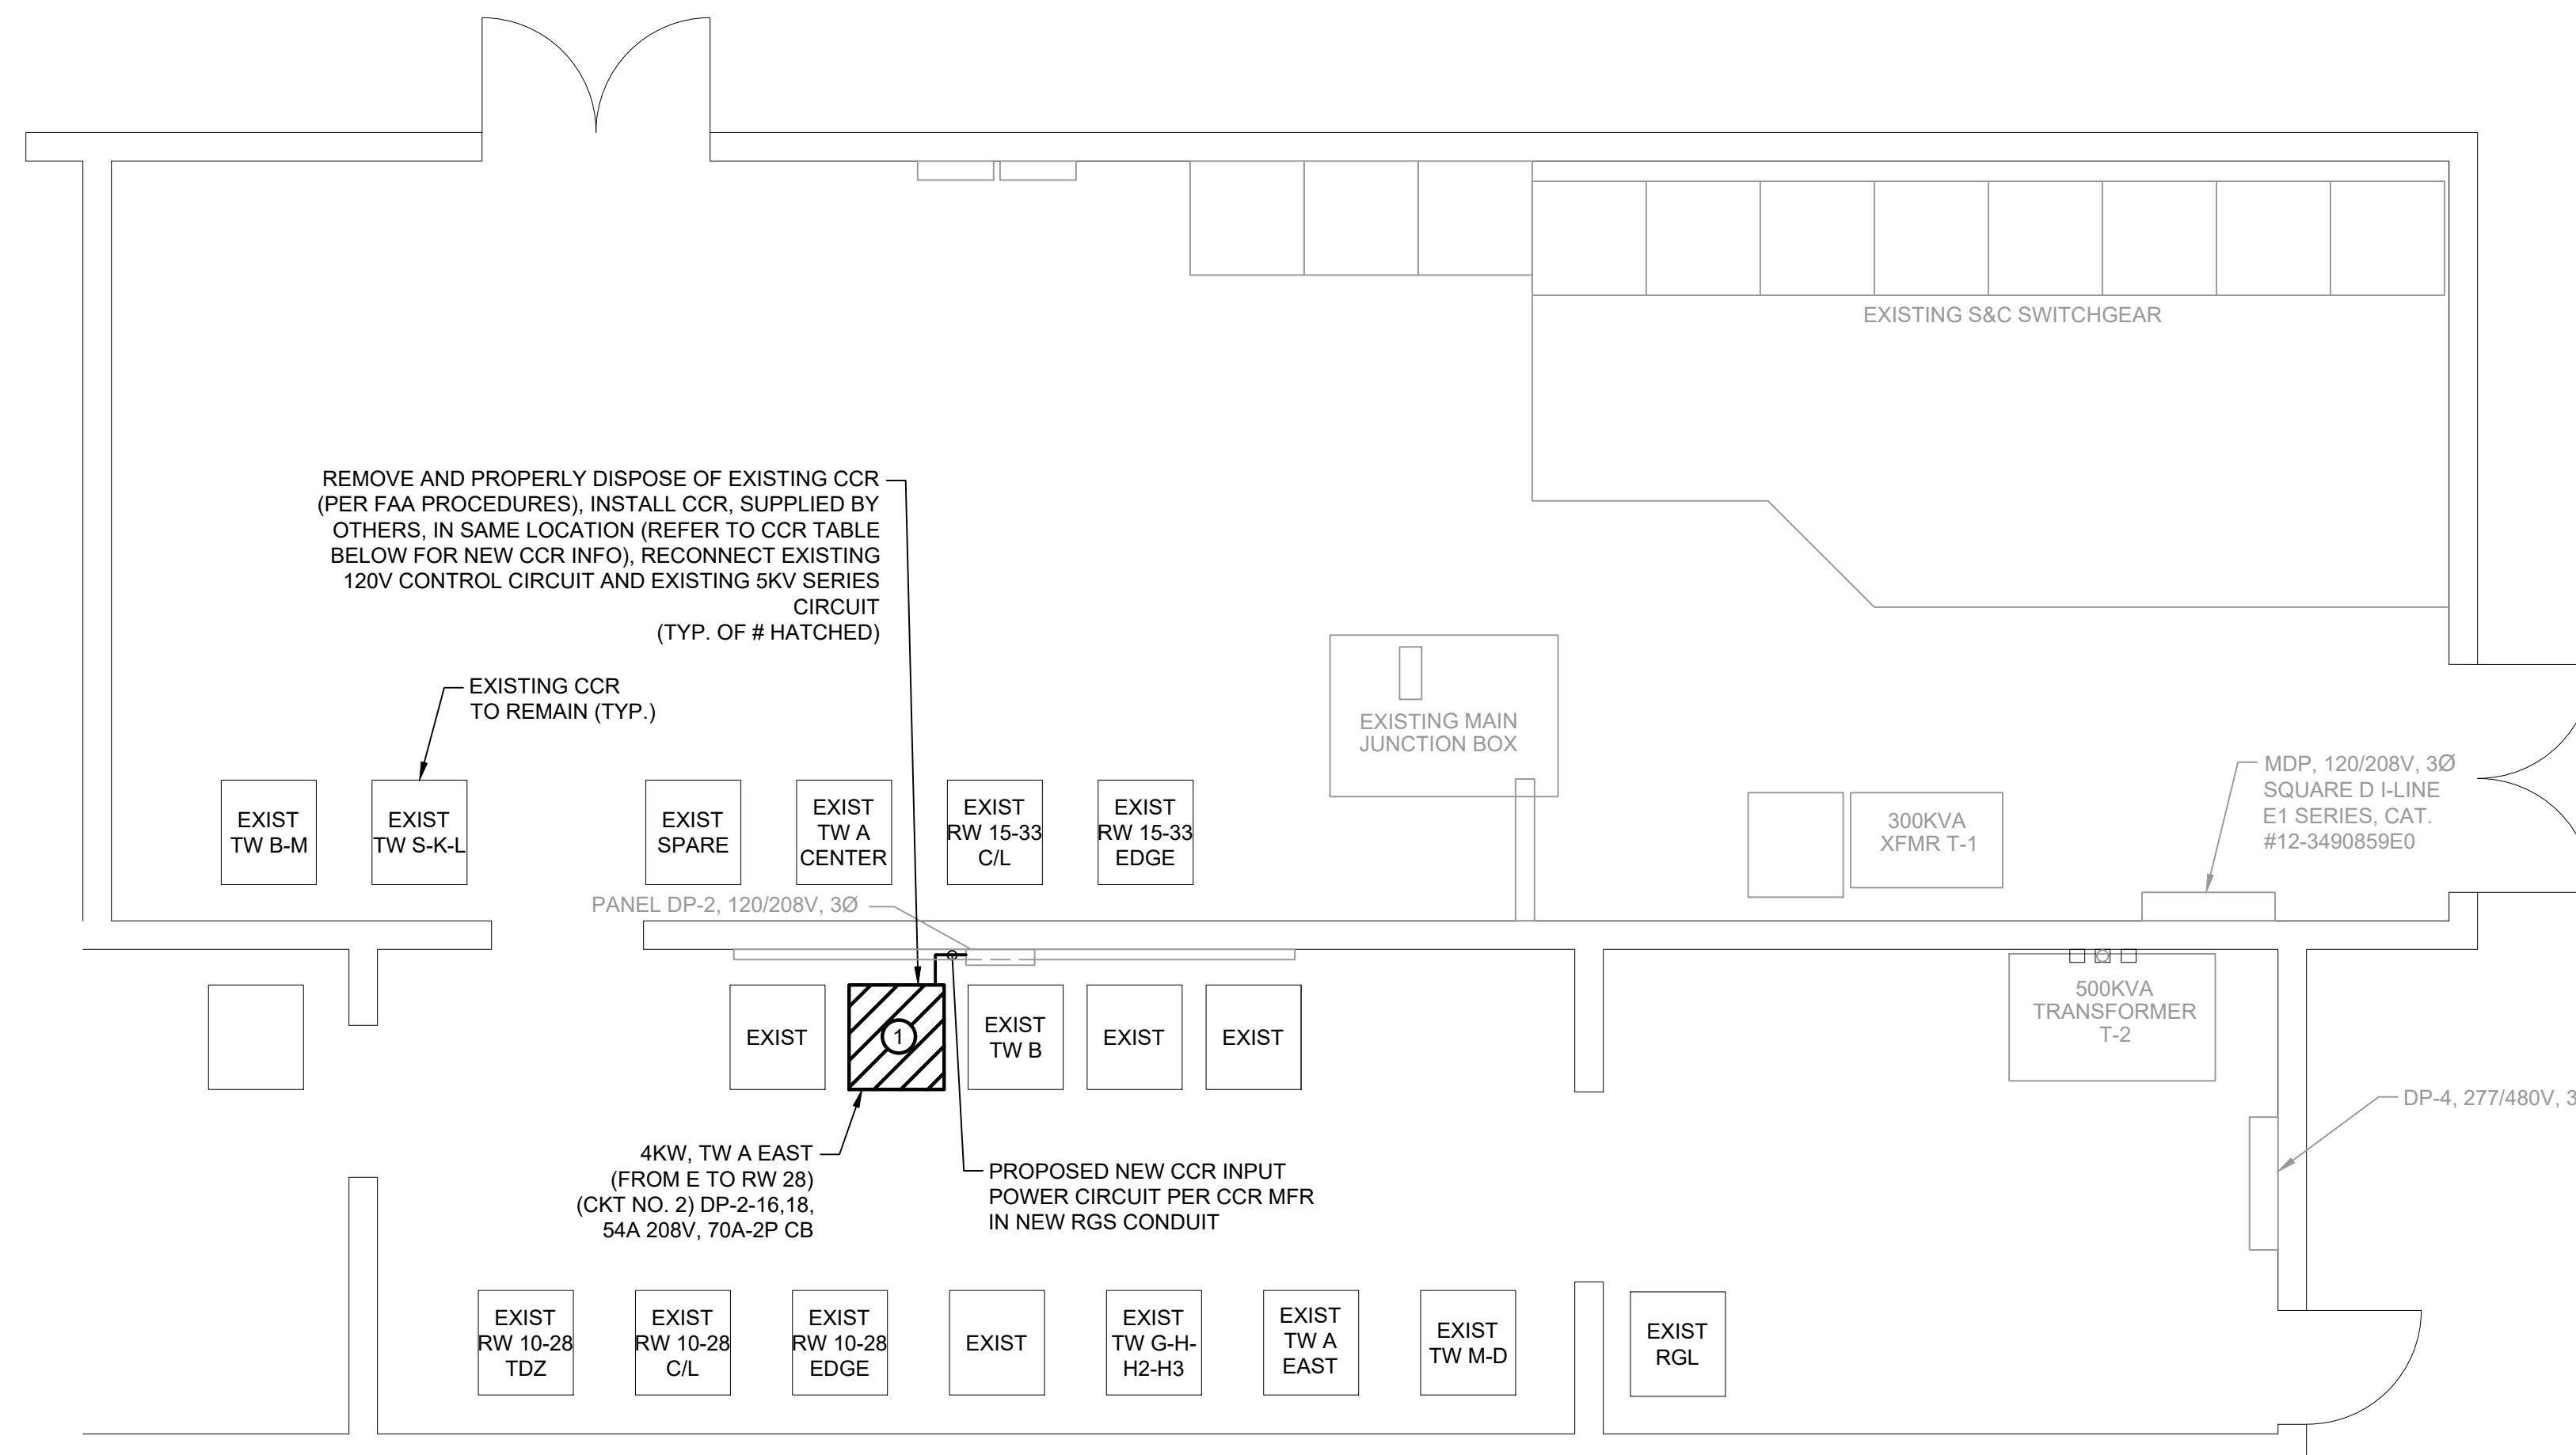 EXISTING S&C SWITCHGEAR
REMOVE AND PROPERLY DISPOSE OF EXISTING CCR
(PER FAA PROCEDURES), INSTALL CCR, SUPPLIED BY
OTHERS, IN SAME LOCATION (REFER TO CCR TABLE
BELOW FOR NEW CCR INFO), RECONNECT EXISTING
120V CONTROL CIRCUIT AND EXISTING 5KV SERIES
CIRCUIT
(TYP. OF # HATCHED)
EXISTING CCR
TO REMAIN (TYP.)
EXISTING MAIN
JUNCTION BOX
MDP, 120/208V, 3Ø
SQUARE D I-LINE
E1 SERIES, CAT.
#12-3490859E0
EXIST
TW B-M
EXIST
TW S-K-L
EXIST
SPARE
EXIST
TW A
CENTER
EXIST
RW 15-33
C/L
EXIST
RW 15-33
EDGE
300KVA
XFMR T-1
PANEL DP-2, 120/208V, 3Ø
EXIST
1
EXIST
TW B
EXIST
EXIST
500KVA
TRANSFORMER
T-2
DP-4, 277/480V, 3
4KW, TW A EAST
(FROM E TO RW 28)
(CKT NO. 2) DP-2-16,18,
54A 208V, 70A-2P CB
PROPOSED NEW CCR INPUT
POWER CIRCUIT PER CCR MFR
IN NEW RGS CONDUIT
EXIST
RW 10-28
TDZ
EXIST
RW 10-28
C/L
EXIST
RW 10-28
EDGE
EXIST
EXIST
TW G-H-
H2-H3
EXIST
TW A
EAST
EXIST
TW M-D
EXIST
RGL